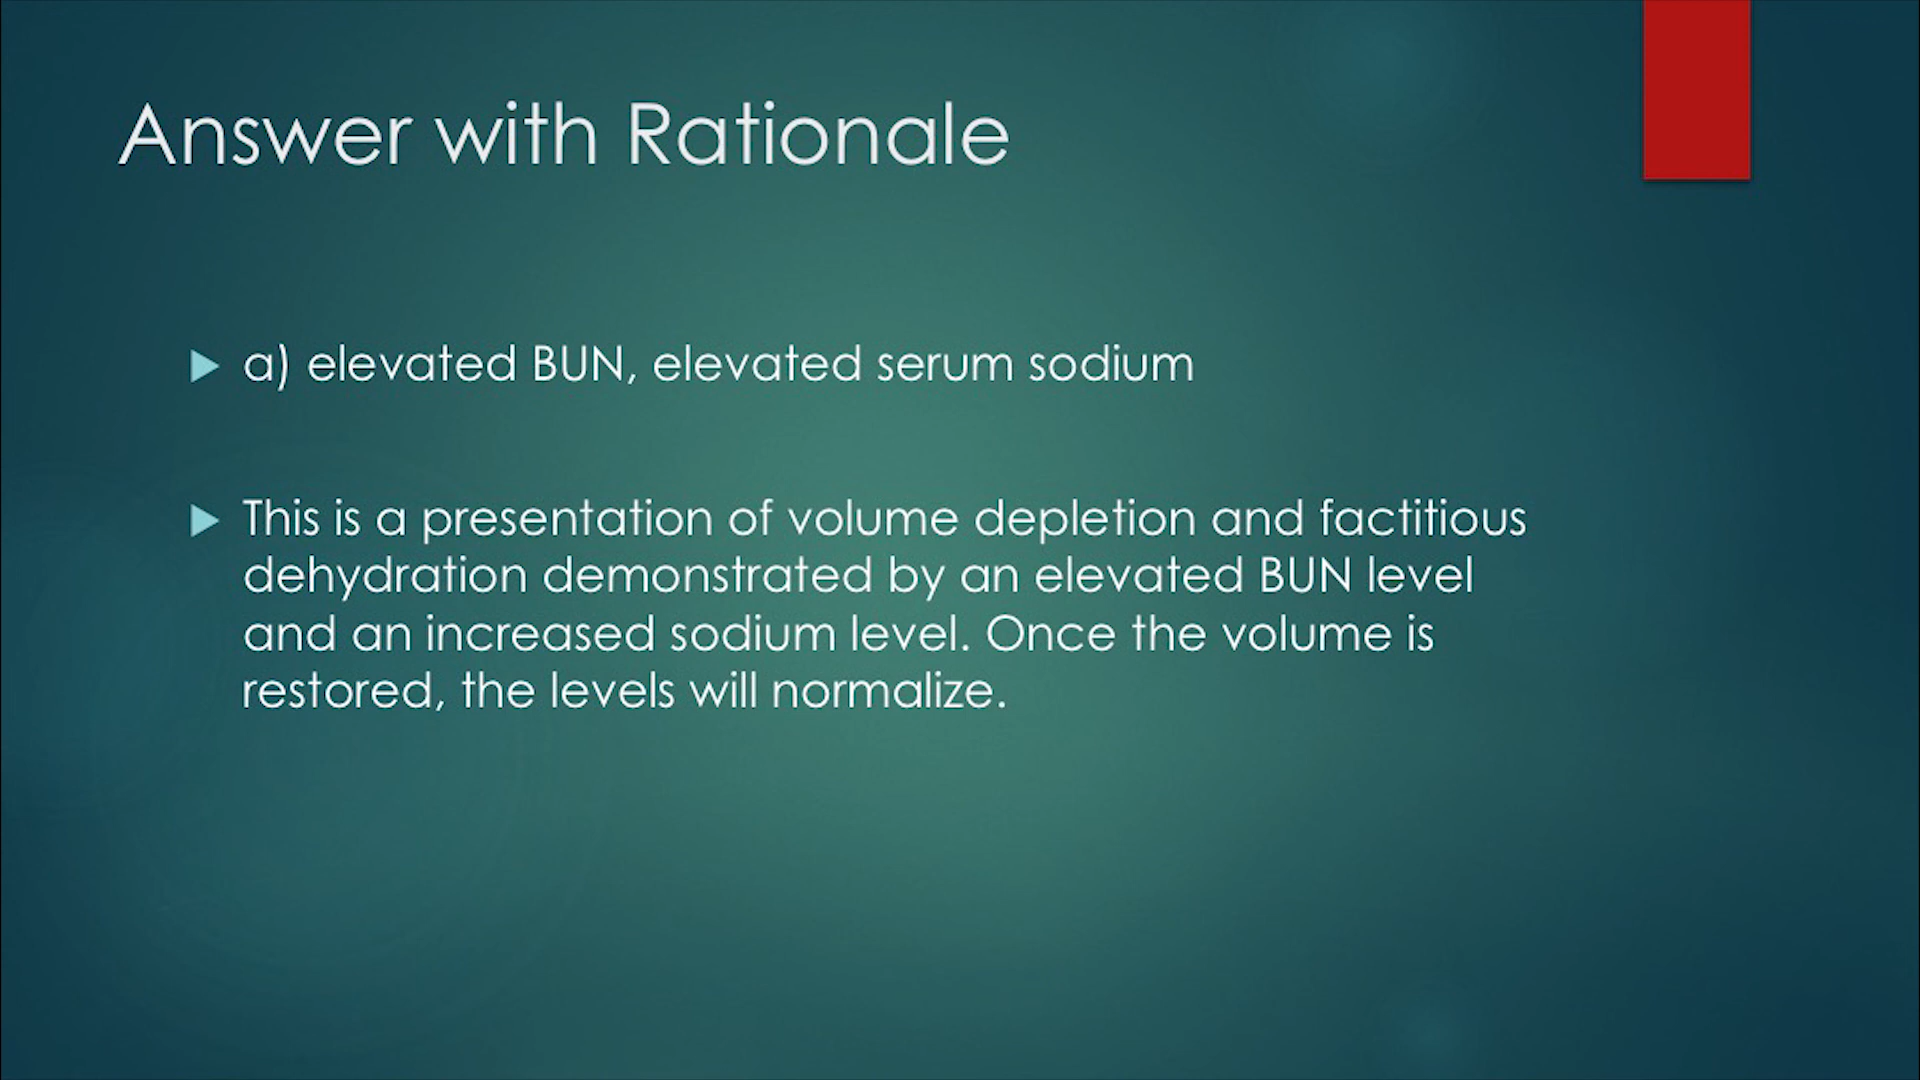 Answer with Rationale
a) elevated BUN, elevated serum sodium
This is a presentation of volume depletion and factitious
dehydration demonstrated by an elevated BUN level
and an increased sodium level. Once the volume is
restored, the levels will normalize.